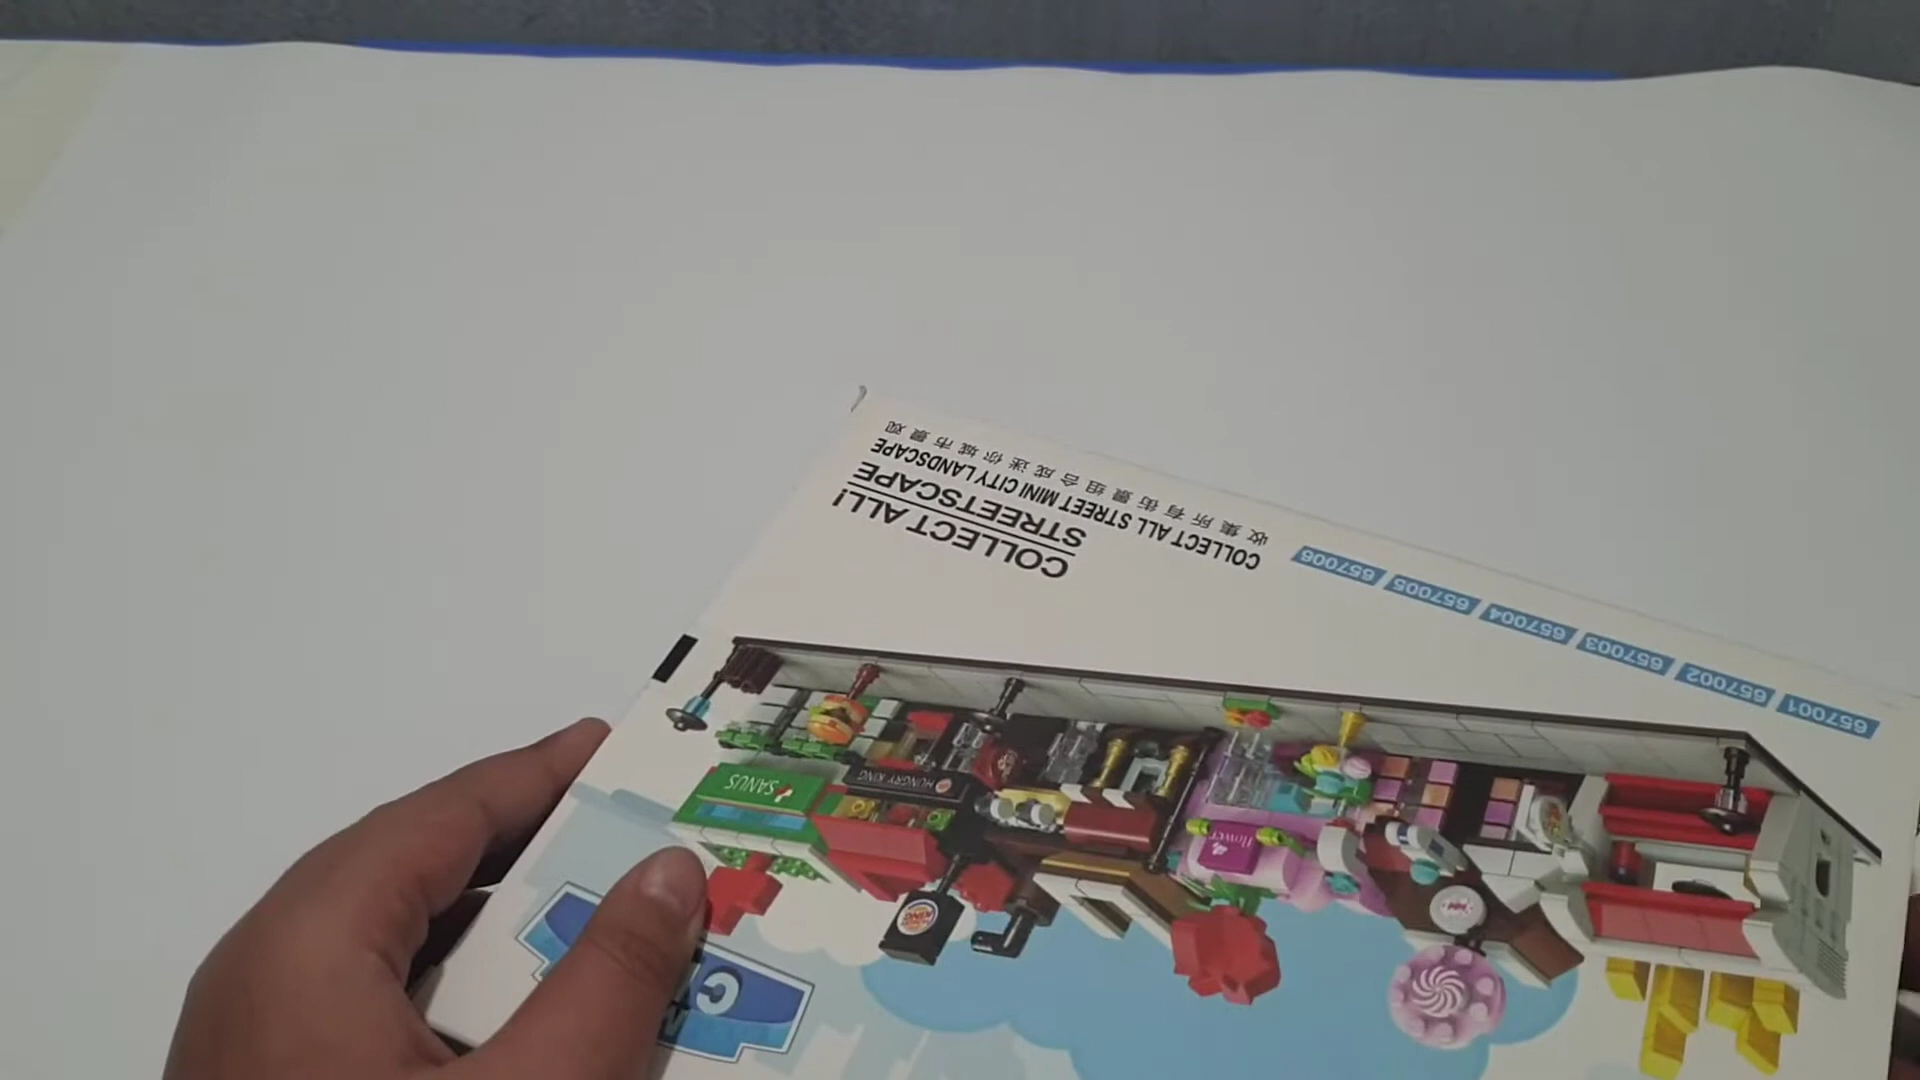 COLLECT ALL!
STREETSCAPE
COLLECT ALL STREET MINI CITY LANDSCAPE
收集所有街景组合成迷你城市景观
657001 657002 657003 657004 657005 657006
SANUS
HUNGRY KING
Flower
KING